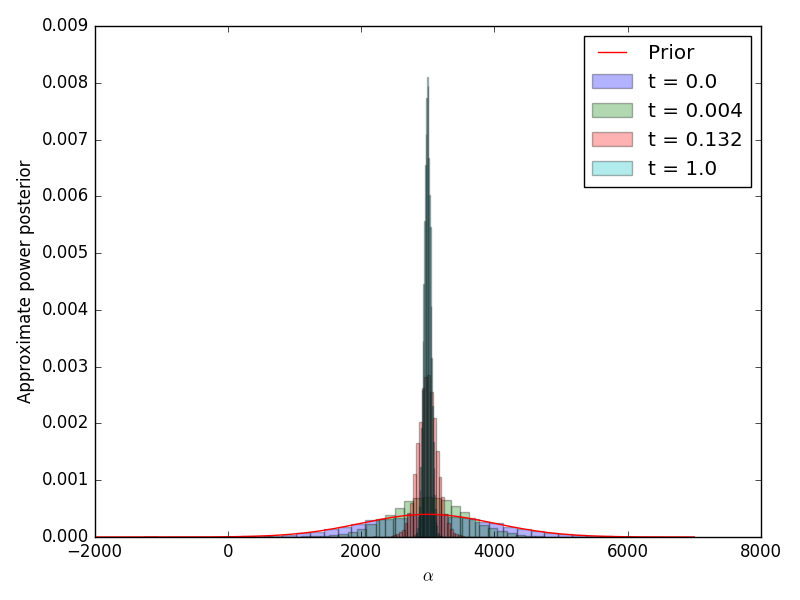 0.009
0.008
0.007
0.006
0.005
0.004
0.003
0.002
0.001
0.000
Approximate power posterior
−2000 0 2000 4000 6000 8000
α
Prior
t = 0.0
t = 0.004
t = 0.132
t = 1.0